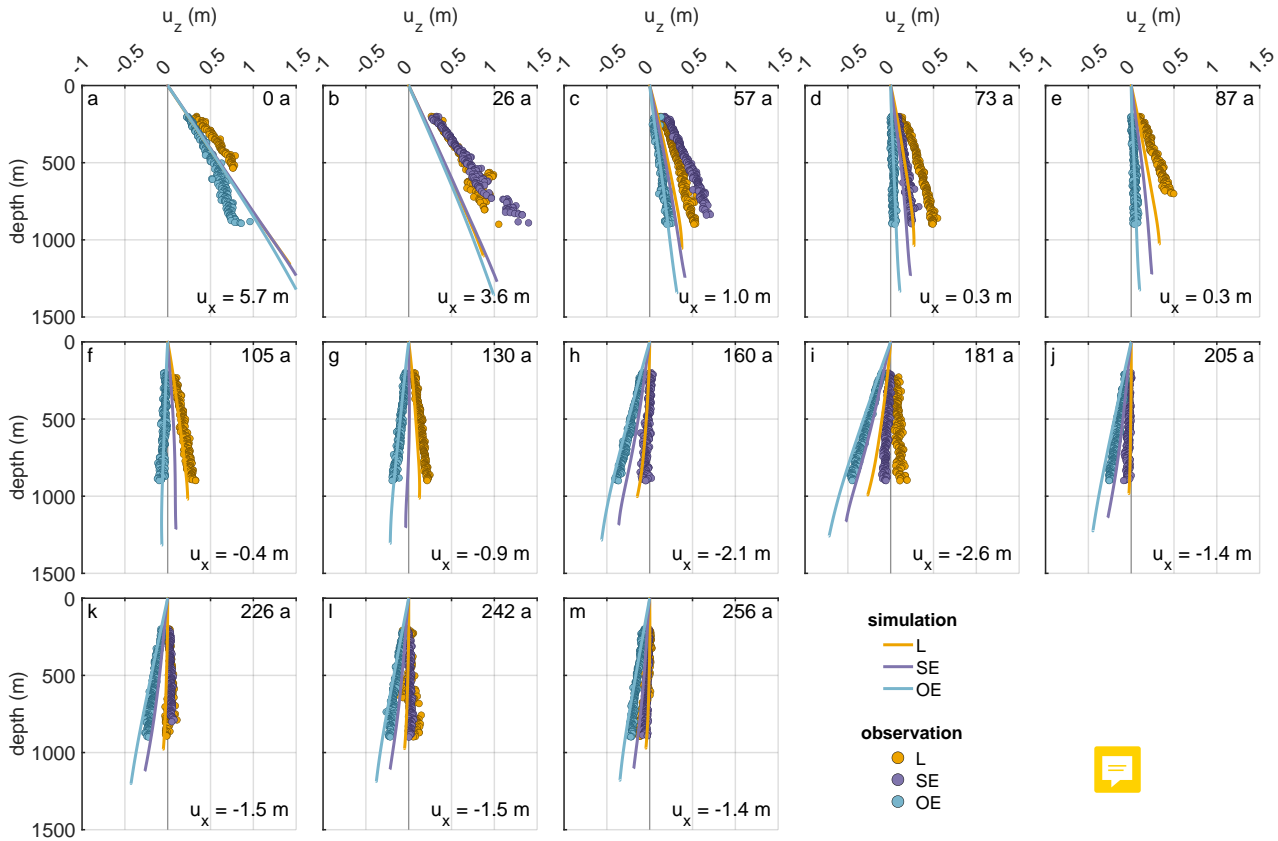 u_z (m) u_z (m) u_z (m) u_z (m) u_z (m)
-1 -0.5 0 0.5 1 1.5 -1 -0.5 0 0.5 1 1.5 -1 -0.5 0 0.5 1 1.5 -1 -0.5 0 0.5 1 1.5 -1 -0.5 0 0.5 1 1.5
0 a 0 a b 26 a c 57 a d 73 a e 87 a
500
depth (m)
1000
u_x = 5.7 m u_x = 3.6 m u_x = 1.0 m u_x = 0.3 m u_x = 0.3 m
1500
0 f 105 a g 130 a h 160 a i 181 a j 205 a
500
depth (m)
1000
u_x = -0.4 m u_x = -0.9 m u_x = -2.1 m u_x = -2.6 m u_x = -1.4 m
1500
0 k 226 a l 242 a m 256 a
500
depth (m)
1000
u_x = -1.5 m u_x = -1.5 m u_x = -1.4 m
1500
simulation
L
SE
OE
observation
L
SE
OE